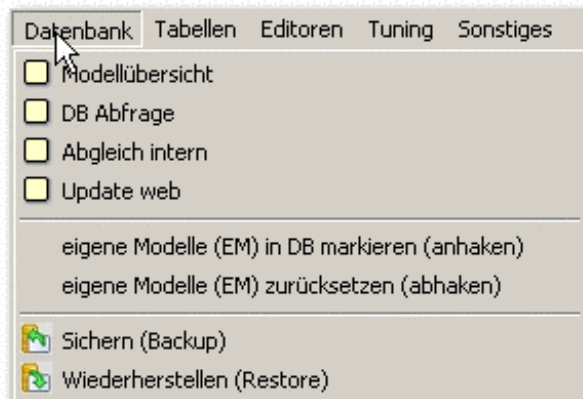 Datenbank Tabellen Editoren Tuning Sonstiges
Modellübersicht
DB Abfrage
Abgleich intern
Update web
eigene Modelle (EM) in DB markieren (anhaken)
eigene Modelle (EM) zurücksetzen (abhaken)
Sichern (Backup)
Wiederherstellen (Restore)